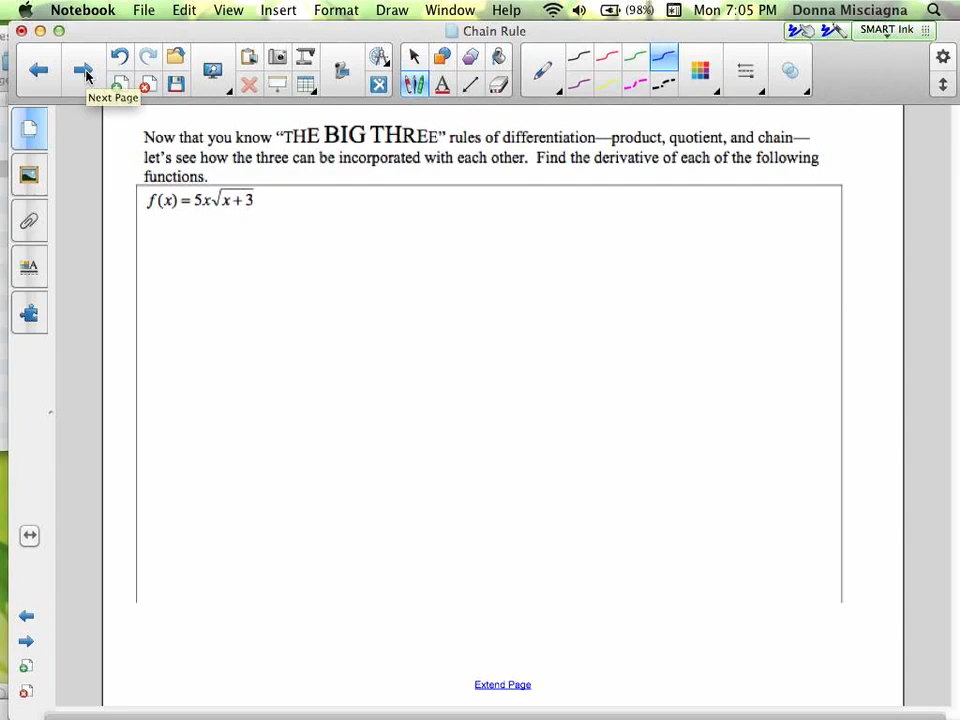 Notebook File Edit View Insert Format Draw Window Help (98%) Mon 7:05 PM Donna Misciagna
Chain Rule
SMART Ink
Next Page
Now that you know “THE BIG THREE” rules of differentiation—product, quotient, and chain—
let’s see how the three can be incorporated with each other. Find the derivative of each of the following
functions.
f(x) = 5x√x+3
Extend Page